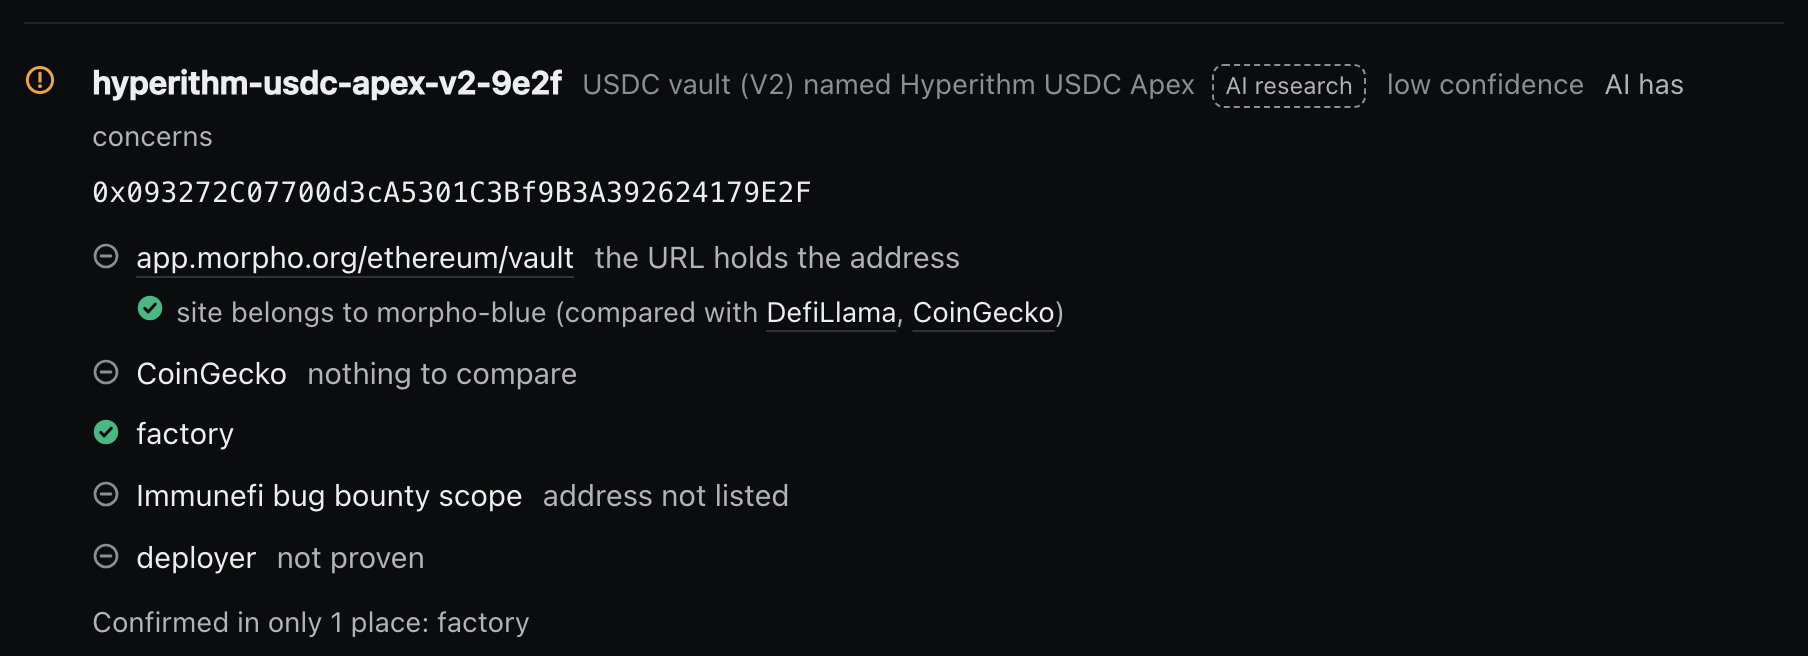 hyperithm-usdc-apex-v2-9e2f USDC vault (V2) named Hyperithm USDC Apex AI research low confidence AI has
concerns
0x093272C07700d3cA5301C3Bf9B3A392624179E2F
app.morpho.org/ethereum/vault the URL holds the address
site belongs to morpho-blue (compared with DefiLlama, CoinGecko)
CoinGecko nothing to compare
factory
Immunefi bug bounty scope address not listed
deployer not proven
Confirmed in only 1 place: factory